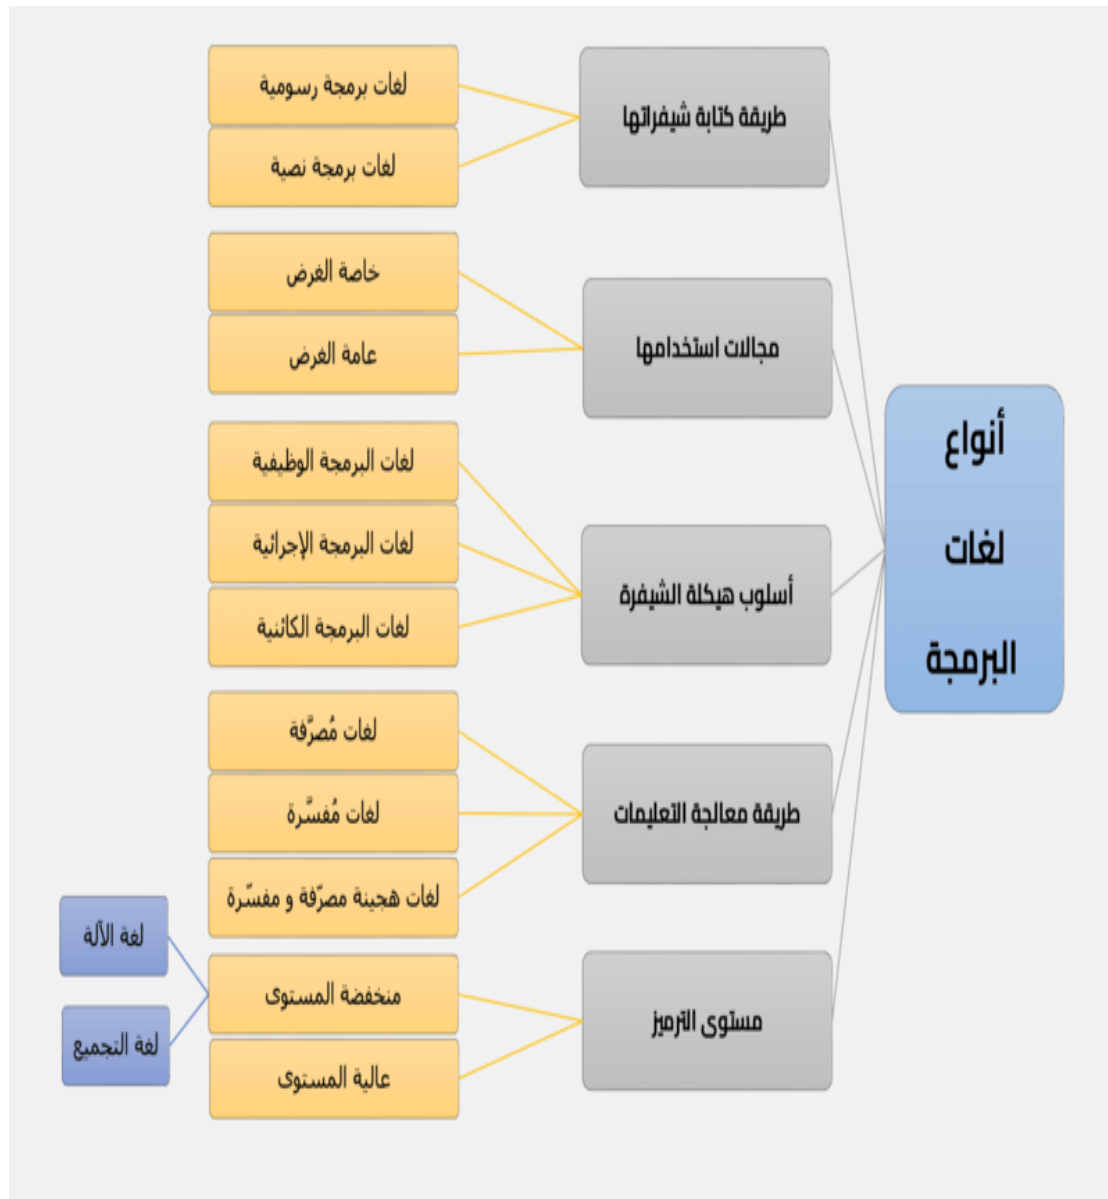 أنواع
لغات
البرمجة
طريقة كتابة شيفراتها
لغات برمجة رسومية
لغات برمجة نصية
مجالات استخدامها
خاصة الغرض
عامة الغرض
أسلوب هيكلة الشيفرة
لغات البرمجة الوظيفية
لغات البرمجة الإجرائية
لغات البرمجة الكائنية
طريقة معالجة التعليمات
لغات مُصرَّفة
لغات مُفسَّرة
لغات هجينة مصرّفة و مفسّرة
مستوى الترميز
منخفضة المستوى
لغة الآلة
لغة التجميع
عالية المستوى